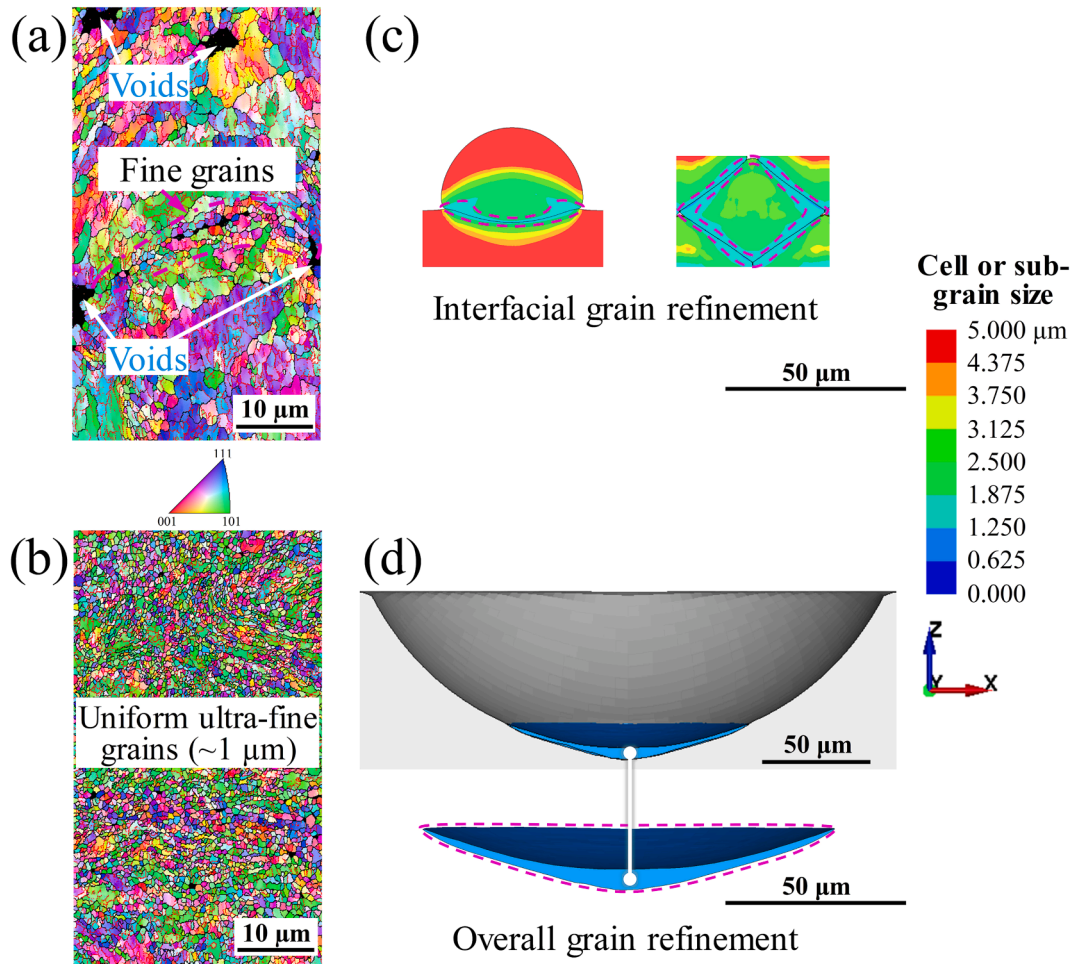 (a)
Voids
Fine grains
Voids
10 μm
111
001
101
(b)
Uniform ultra-fine
grains (~1 μm)
10 μm
(c)
Interfacial grain refinement
50 μm
Cell or sub-
grain size
5.000 μm
4.375
3.750
3.125
2.500
1.875
1.250
0.625
0.000
Z
Y
X
(d)
50 μm
50 μm
Overall grain refinement